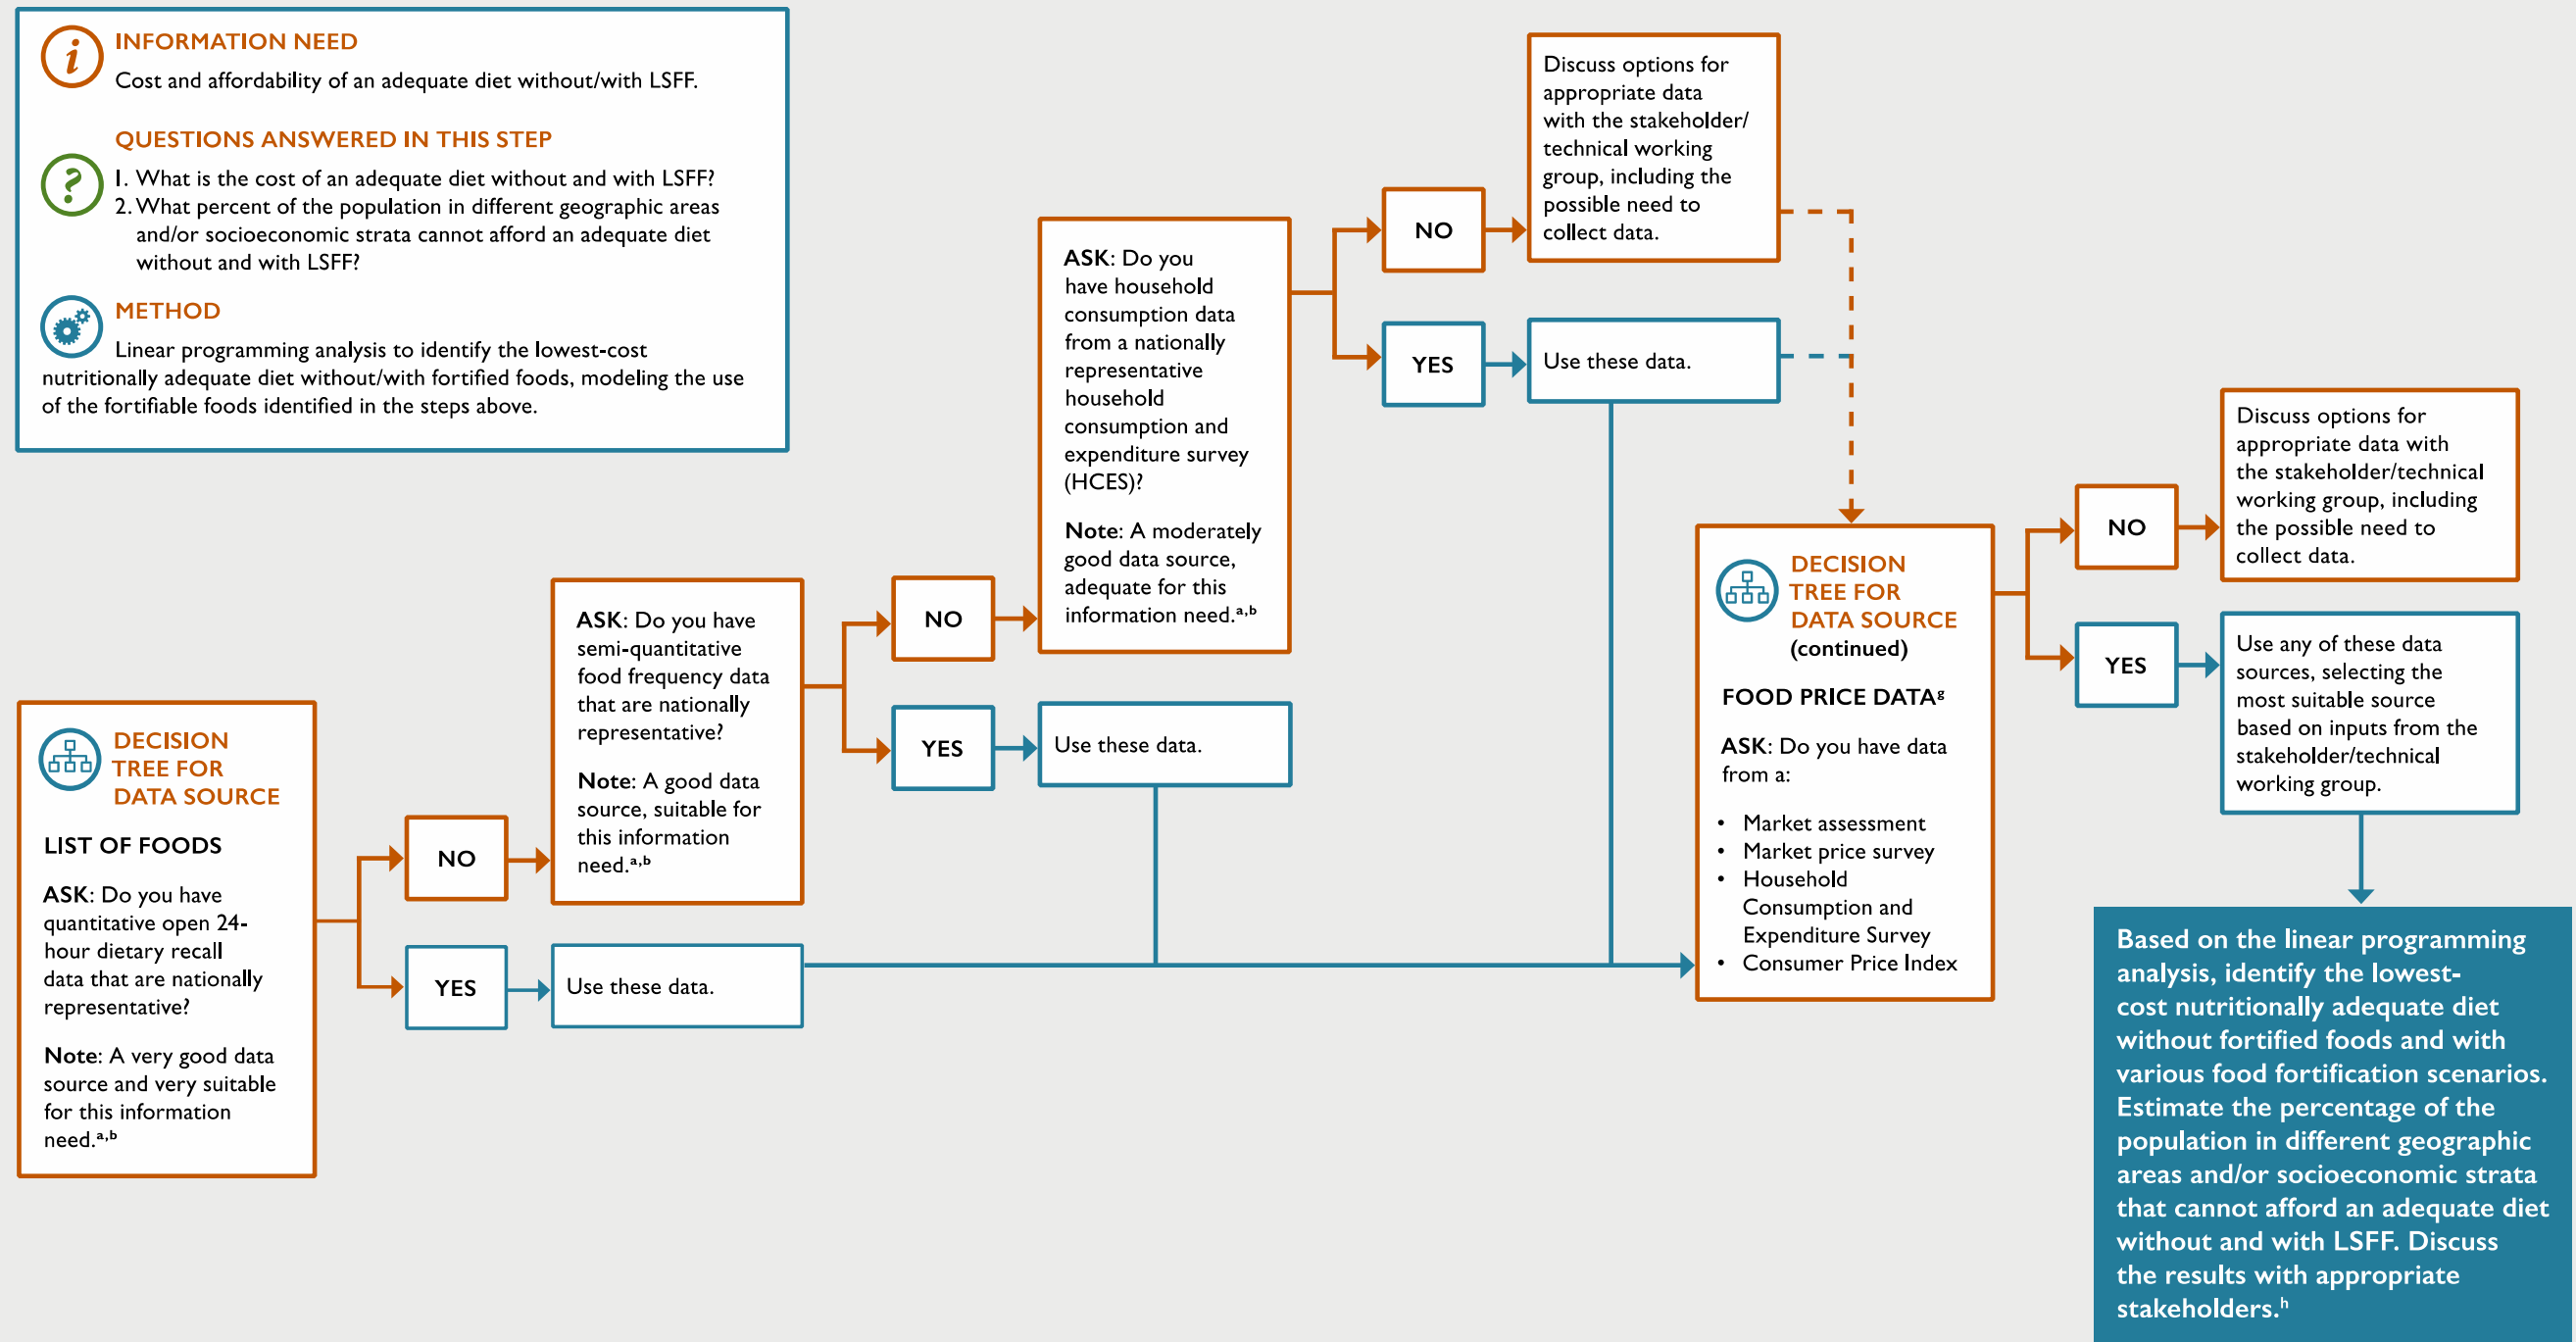 INFORMATION NEED
Cost and affordability of an adequate diet without/with LSFF.
QUESTIONS ANSWERED IN THIS STEP
1. What is the cost of an adequate diet without and with LSFF?
2. What percent of the population in different geographic areas
and/or socioeconomic strata cannot afford an adequate diet
without and with LSFF?
METHOD
Linear programming analysis to identify the lowest-cost
nutritionally adequate diet without/with fortified foods, modeling the use
of the fortifiable foods identified in the steps above.
DECISION
TREE FOR
DATA SOURCE
LIST OF FOODS
ASK: Do you have
quantitative open 24-
hour dietary recall
data that are nationally
representative?
Note: A very good data
source and very suitable
for this information
need.a,b
NO
YES
Use these data.
ASK: Do you have
semi-quantitative
food frequency data
that are nationally
representative?
Note: A good data
source, suitable for
this information
need.a,b
NO
YES
Use these data.
ASK: Do you
have household
consumption data
from a nationally
representative
household
consumption and
expenditure survey
(HCES)?
Note: A moderately
good data source,
adequate for this
information need.a,b
NO
YES
Discuss options for
appropriate data
with the stakeholder/
technical working
group, including the
possible need to
collect data.
Use these data.
DECISION
TREE FOR
DATA SOURCE
(continued)
FOOD PRICE DATAg
ASK: Do you have data
from a:
• Market assessment
• Market price survey
• Household
Consumption and
Expenditure Survey
• Consumer Price Index
NO
YES
Discuss options for
appropriate data with
the stakeholder/technical
working group, including
the possible need to
collect data.
Use any of these data
sources, selecting the
most suitable source
based on inputs from the
stakeholder/technical
working group.
Based on the linear programming
analysis, identify the lowest-
cost nutritionally adequate diet
without fortified foods and with
various food fortification scenarios.
Estimate the percentage of the
population in different geographic
areas and/or socioeconomic strata
that cannot afford an adequate diet
without and with LSFF. Discuss
the results with appropriate
stakeholders.h